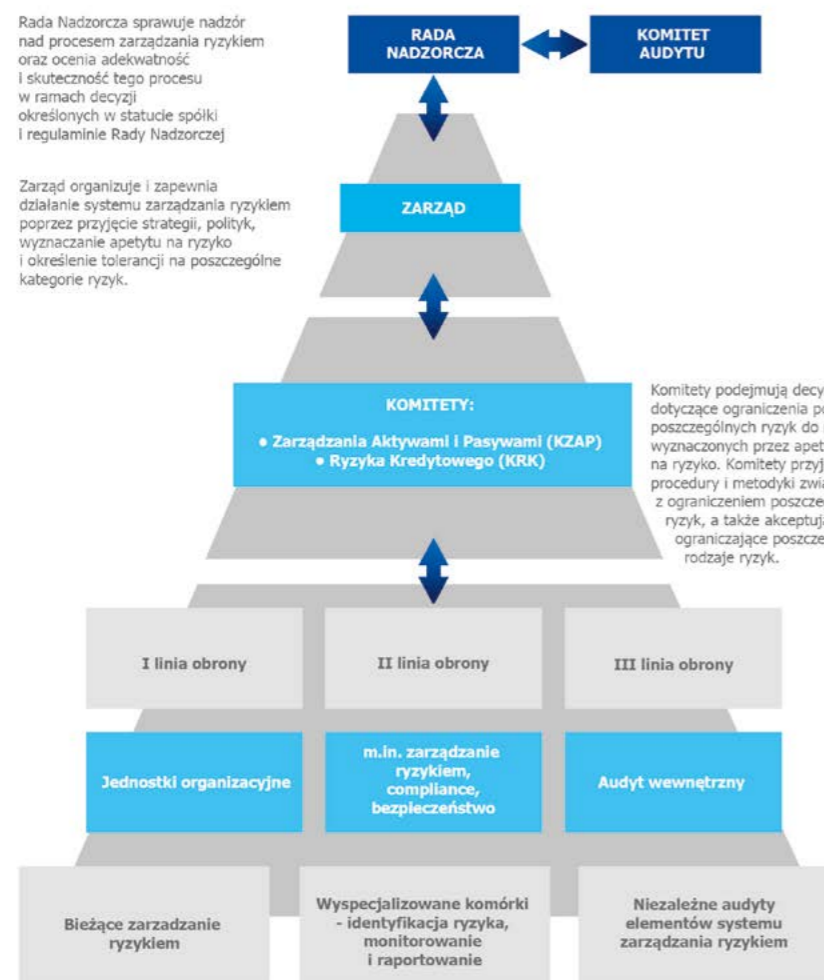 Rada Nadzorcza sprawuje nadzór
nad procesem zarządzania ryzykiem
oraz ocenia adekwatność
i skuteczność tego procesu
w ramach decyzji
określonych w statucie spółki
i regulaminie Rady Nadzorczej
RADA
NADZORCZA
KOMITET
AUDYTU
Zarząd organizuje i zapewnia
działanie systemu zarządzania ryzykiem
poprzez przyjęcie strategii, polityk,
wyznaczanie apetytu na ryzyko
i określenie tolerancji na poszczególne
kategorie ryzyk.
ZARZĄD
KOMITETY:
• Zarządzania Aktywami i Pasywami (KZAP)
• Ryzyka Kredytowego (KRK)
Komitety podejmują
dotyczące ograniczenia
poszczególnych ryzyk do
wyznaczonych przez
na ryzyko. Komitety
procedury i metodyki
z ograniczeniem
ryzyk, a także
ograniczające
rodzaje ryzyk.
I linia obrony
II linia obrony
III linia obrony
Jednostki organizacyjne
m.in. zarządzanie
ryzykiem,
compliance,
bezpieczeństwo
Audyt wewnętrzny
Bieżące zarzadzanie
ryzykiem
Wyspecjalizowane komórki
- identyfikacja ryzyka,
monitorowanie
i raportowanie
Niezależne audyty
elementów systemu
zarządzania ryzykiem